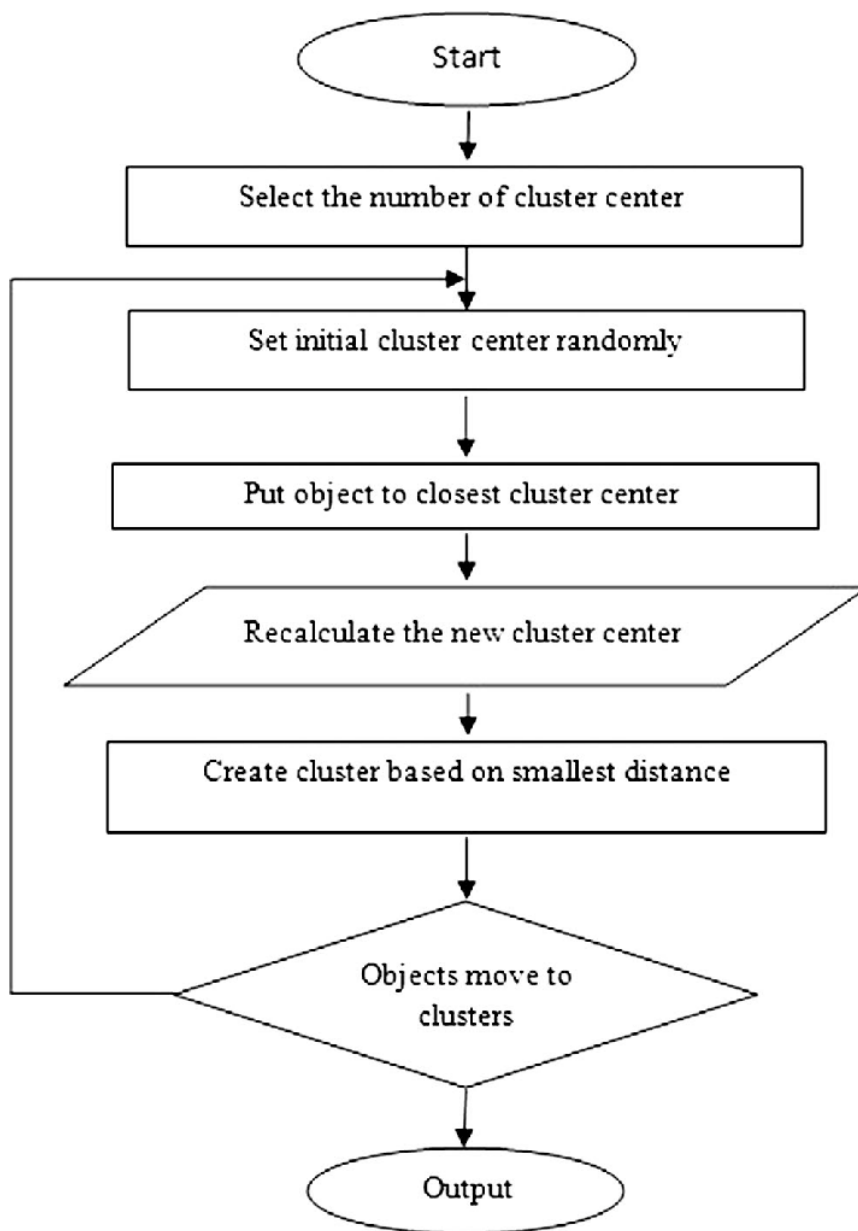 Start
Select the number of cluster center
Set initial cluster center randomly
Put object to closest cluster center
Recalculate the new cluster center
Create cluster based on smallest distance
Objects move to
clusters
Output